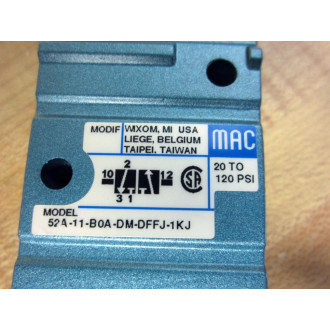 MODIF WIXOM, MI USA
LIEGE, BELGIUM
TAIPEI, TAIWAN
MAC
2
10 12
3 1
SA
20 TO
120 PSI
MODEL
52A-11-B0A-DM-DFFJ-1KJ